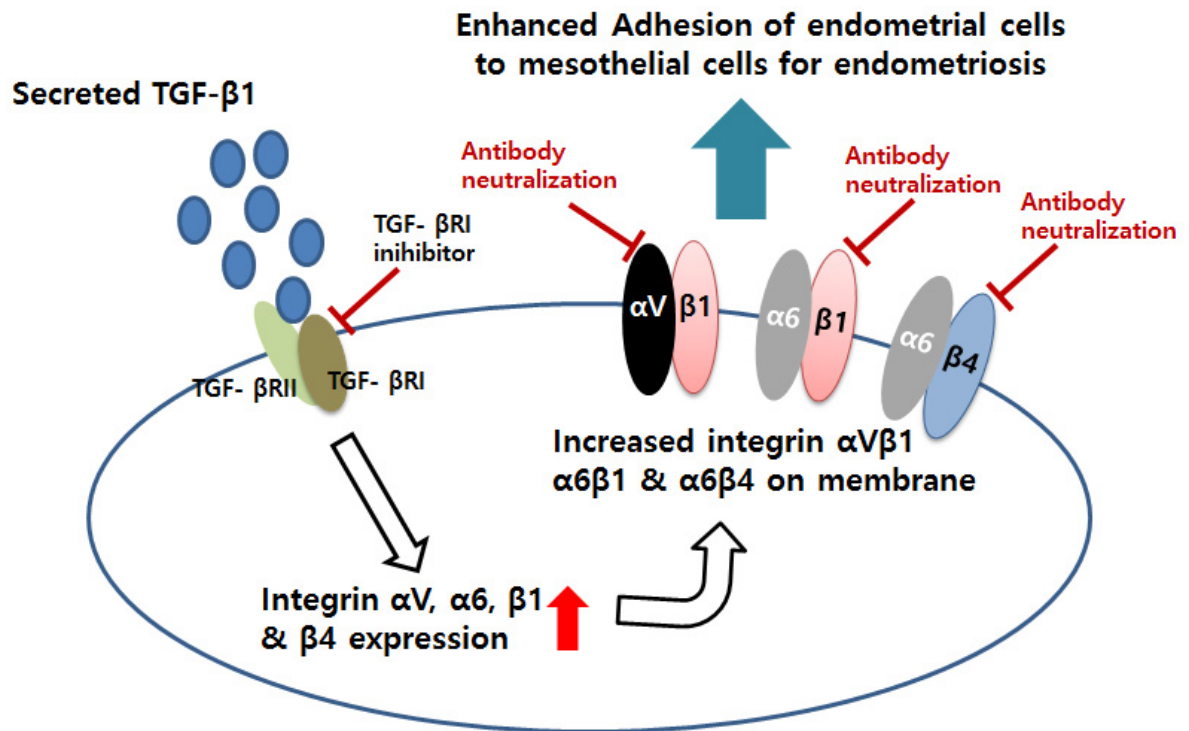 Enhanced Adhesion of endometrial cells
to mesothelial cells for endometriosis
Secreted TGF-β1
Antibody
neutralization
Antibody
neutralization
Antibody
neutralization
TGF- βRI
inihibitor
αV
β1
α6
β1
α6
β4
TGF- βRII
TGF- βRI
Increased integrin αVβ1
α6β1 & α6β4 on membrane
Integrin αV, α6, β1
& β4 expression